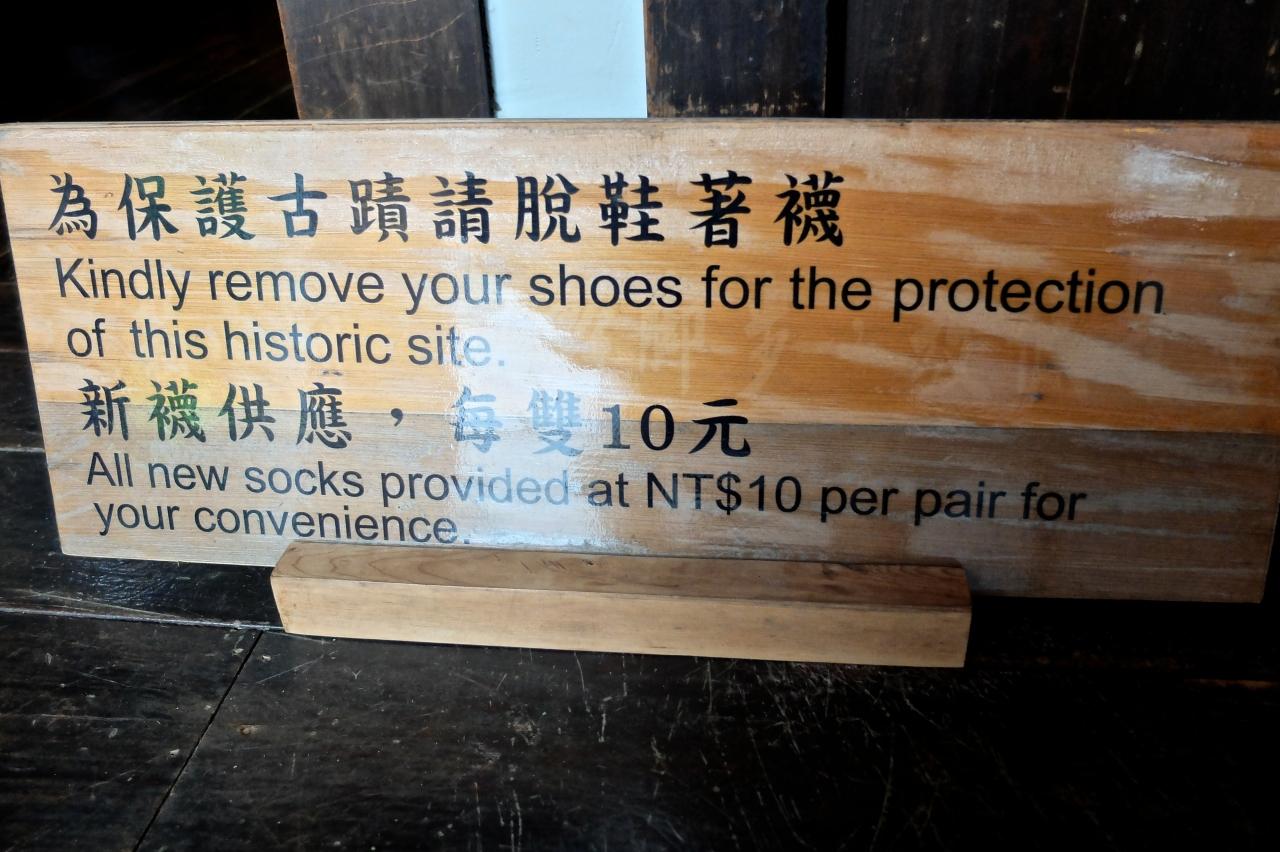 為保護古蹟請脫鞋著襪
Kindly remove your shoes for the protection
of this historic site.
新襪供應，每雙10元
All new socks provided at NT$10 per pair for
your convenience.